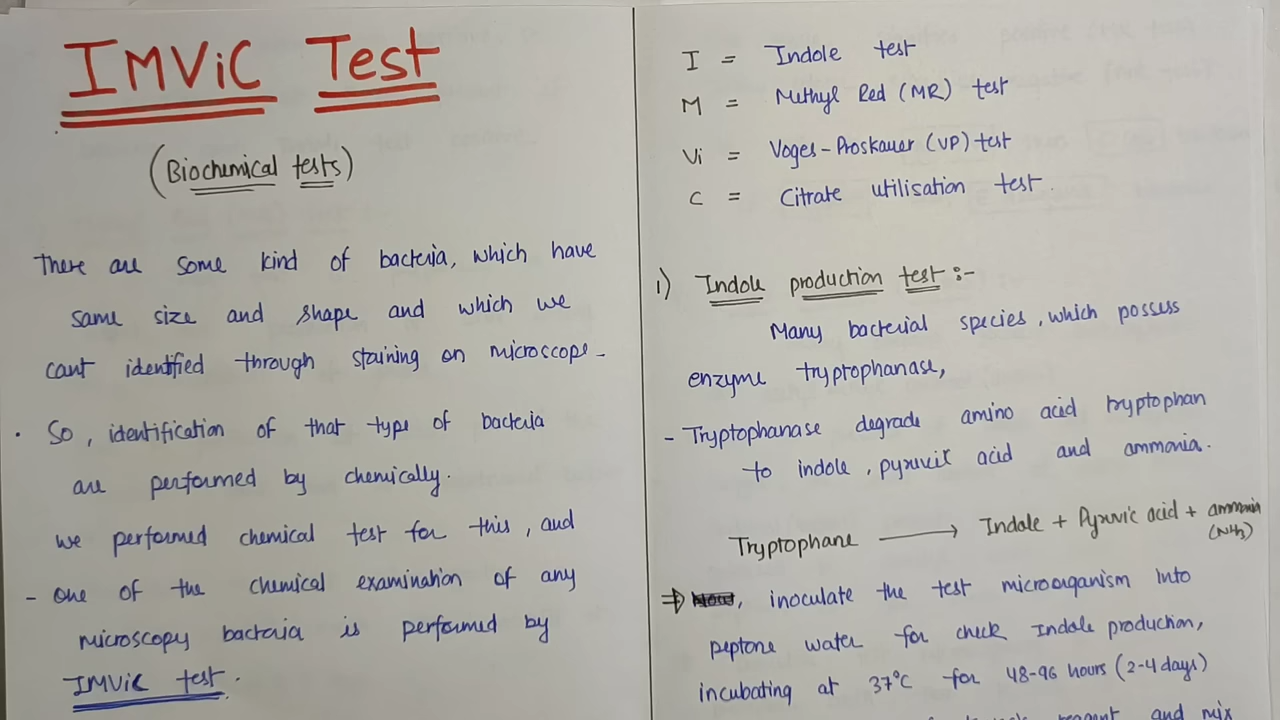 IMViC Test
(Biochemical tests)
There are some kind of bacteria, which have
same size and shape and which we
cant identified through staining on microscope.
· So, identification of that type of bacteria
are performed by chemically.
we performed chemical test for this, and
- one of the chemical examination of any
microscopy bacteria is performed by
IMViC test.
I = Indole test
M = Methyl Red (MR) test
Vi = Voges-Proskauer (VP) test
C = Citrate utilisation test.
i) Indole production test :-
Many bacterial species, which possess
enzyme tryptophanase,
- Tryptophanase degrade amino acid tryptophan
to indole, pyruvic acid and ammonia.
Tryptophane → Indole + Pyruvic acid + ammonia
(NH3)
⇒ , inoculate the test microorganism into
peptone water for check Indole production,
incubating at 37°C for 48-96 hours (2-4 days)
reagent and mix